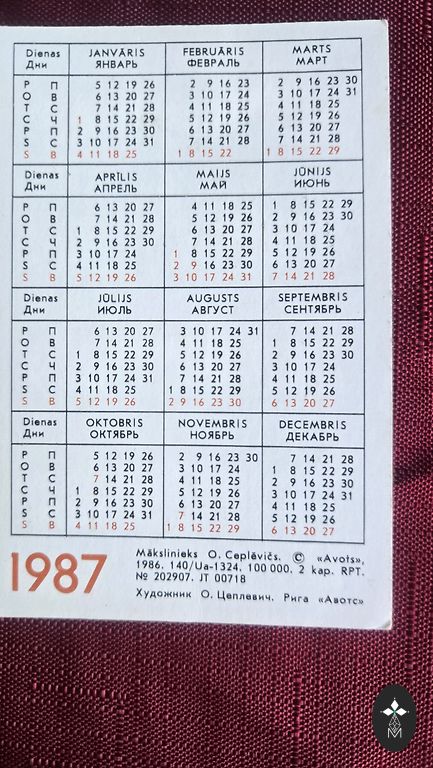 Dienas JANVĀRIS FEBRUĀRIS MARTS
Дни ЯНВАРЬ ФЕВРАЛЬ МАРТ
P П 5 12 19 26 2 9 16 23 2 9 16 23 30
O В 6 13 20 27 3 10 17 24 3 10 17 24 31
T С 7 14 21 28 4 11 18 25 4 11 18 25
C Ч 1 8 15 22 29 5 12 19 26 5 12 19 26
P П 2 9 16 23 30 6 13 20 27 6 13 20 27
S С 3 10 17 24 31 7 14 21 28 7 14 21 28
S В 4 11 18 25 1 8 15 22 1 8 15 22 29
Dienas APRĪLIS MAIJS JŪNIJS
Дни АПРЕЛЬ МАЙ ИЮНЬ
P П 6 13 20 27 4 11 18 25 1 8 15 22 29
O В 7 14 21 28 5 12 19 26 2 9 16 23 30
T С 1 8 15 22 29 6 13 20 27 3 10 17 24
C Ч 2 9 16 23 30 7 14 21 28 4 11 18 25
P П 3 10 17 24 1 8 15 22 29 5 12 19 26
S С 4 11 18 25 2 9 16 23 30 6 13 20 27
S В 5 12 19 26 3 10 17 24 31 7 14 21 28
Dienas JŪLIJS AUGUSTS SEPTEMBRIS
Дни ИЮЛЬ АВГУСТ СЕНТЯБРЬ
P П 6 13 20 27 3 10 17 24 31 7 14 21 28
O В 7 14 21 28 4 11 18 25 1 8 15 22 29
T С 1 8 15 22 29 5 12 19 26 2 9 16 23 30
C Ч 2 9 16 23 30 6 13 20 27 3 10 17 24
P П 3 10 17 24 31 7 14 21 28 4 11 18 25
S С 4 11 18 25 1 8 15 22 29 5 12 19 26
S В 5 12 19 26 2 9 16 23 30 6 13 20 27
Dienas OKTOBRIS NOVEMBRIS DECEMBRIS
Дни ОКТЯБРЬ НОЯБРЬ ДЕКАБРЬ
P П 5 12 19 26 2 9 16 23 30 7 14 21 28
O В 6 13 20 27 3 10 17 24 1 8 15 22 29
T С 7 14 21 28 4 11 18 25 2 9 16 23 30
C Ч 1 8 15 22 29 5 12 19 26 3 10 17 24 31
P П 2 9 16 23 30 6 13 20 27 4 11 18 25
S С 3 10 17 24 31 7 14 21 28 5 12 19 26
S В 4 11 18 25 1 8 15 22 29 6 13 20 27
1987
Mākslinieks O. Ceplēvičs. © «Avots»,
1986. 140/Ua-1324. 100 000. 2 kap. RPT.
№ 202907. JT 00718
Художник О. Цеплевич. Рига «Авотс»
M